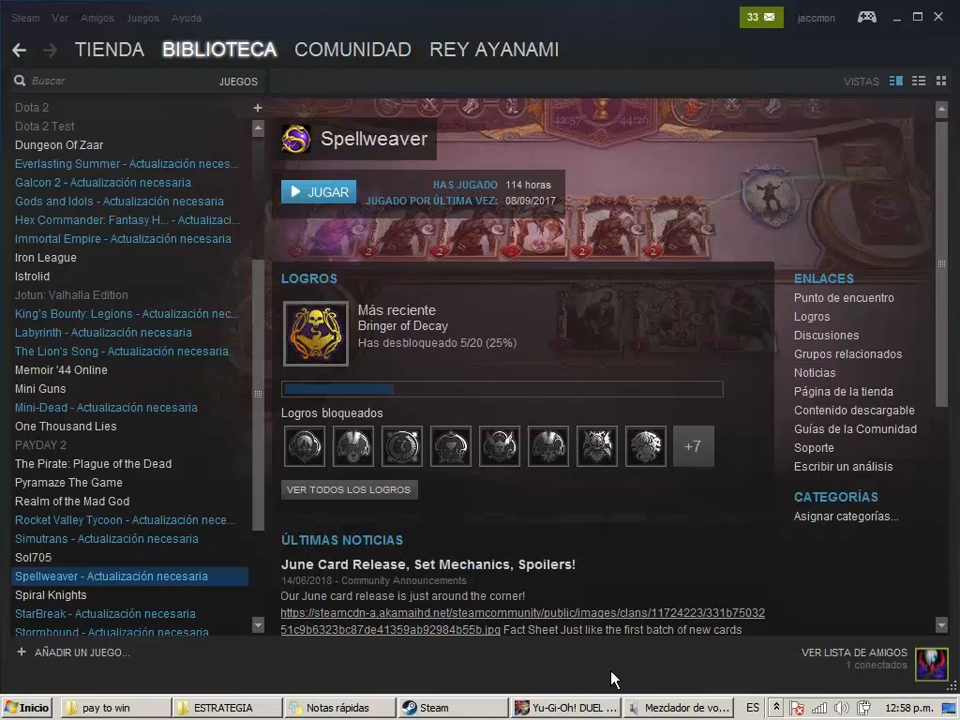 Steam Ver Amigos Juegos Ayuda 33 jaccmon
TIENDA BIBLIOTECA COMUNIDAD REY AYANAMI
Buscar JUEGOS VISTAS
Dota 2
Dota 2 Test
Dungeon Of Zaar
Everlasting Summer - Actualización neces...
Galcon 2 - Actualización necesaria
Gods and Idols - Actualización necesaria
Hex Commander: Fantasy H... - Actualizaci...
Immortal Empire - Actualización necesaria
Iron League
Istrolid
Jotun: Valhalla Edition
King's Bounty: Legions - Actualización nec...
Labyrinth - Actualización necesaria
The Lion's Song - Actualización necesaria
Memoir '44 Online
Mini Guns
Mini-Dead - Actualización necesaria
One Thousand Lies
PAYDAY 2
The Pirate: Plague of the Dead
Pyramaze The Game
Realm of the Mad God
Rocket Valley Tycoon - Actualización nece...
Simutrans - Actualización necesaria
Sol705
Spellweaver - Actualización necesaria
Spiral Knights
StarBreak - Actualización necesaria
Stormbound - Actualización necesaria
42:57 44/26
Spellweaver
JUGAR
HAS JUGADO 114 horas
JUGADO POR ÚLTIMA VEZ: 08/09/2017
2 2 2 2 2
LOGROS
Más reciente
Bringer of Decay
Has desbloqueado 5/20 (25%)
Logros bloqueados
+7
VER TODOS LOS LOGROS
ÚLTIMAS NOTICIAS
June Card Release, Set Mechanics, Spoilers!
14/06/2018 - Community Announcements
Our June card release is just around the corner!
https://steamcdn-a.akamaihd.net/steamcommunity/public/images/clans/11724223/331b75032
51c9b6323bc87de41359ab92984b55b.jpg Fact Sheet Just like the first batch of new cards
ENLACES
Punto de encuentro
Logros
Discusiones
Grupos relacionados
Noticias
Página de la tienda
Contenido descargable
Guías de la Comunidad
Soporte
Escribir un análisis
CATEGORÍAS
Asignar categorías...
+ AÑADIR UN JUEGO...
VER LISTA DE AMIGOS
1 conectados
Inicio pay to win ESTRATEGIA Notas rápidas Steam Yu-Gi-Oh! DUEL ... Mezclador de vo... ES 12:58 p.m.